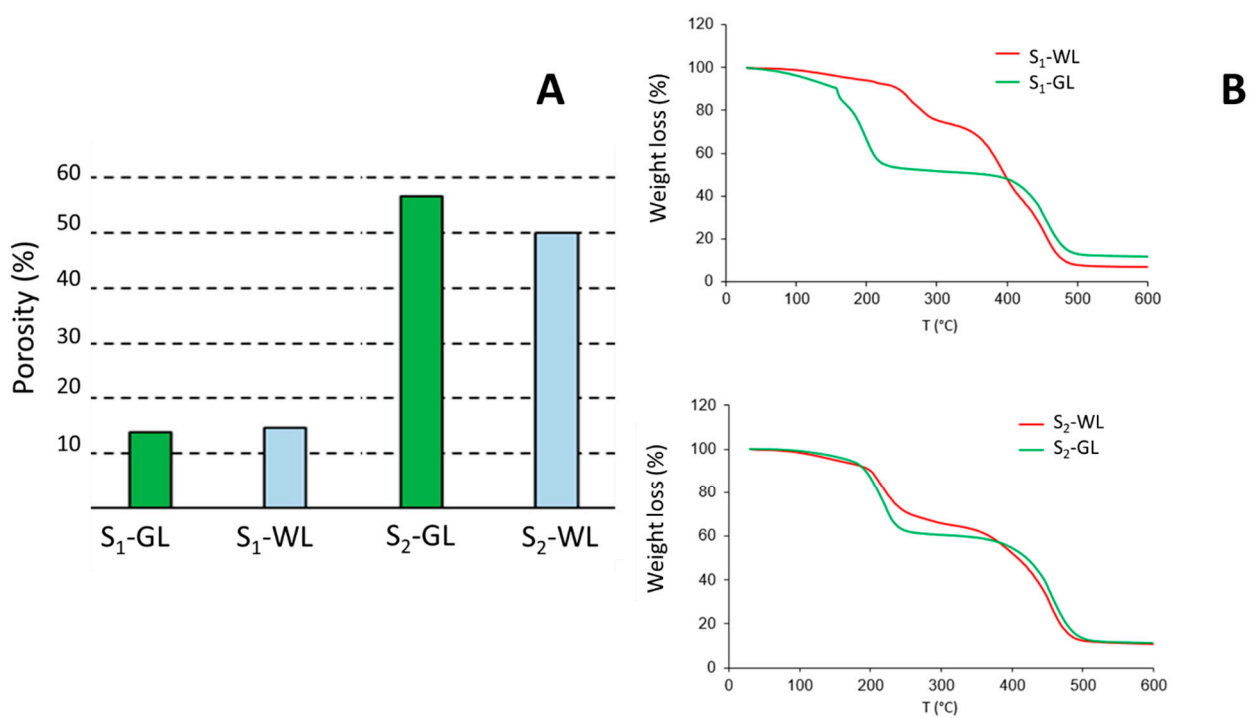 A
Porosity (%)
60
50
40
30
20
10
S₁-GL S₁-WL S₂-GL S₂-WL
B
Weight loss (%)
120
100
80
60
40
20
0
0 100 200 300 400 500 600
T (°C)
S₁-WL
S₁-GL
Weight loss (%)
120
100
80
60
40
20
0
0 100 200 300 400 500 600
T (°C)
S₂-WL
S₂-GL